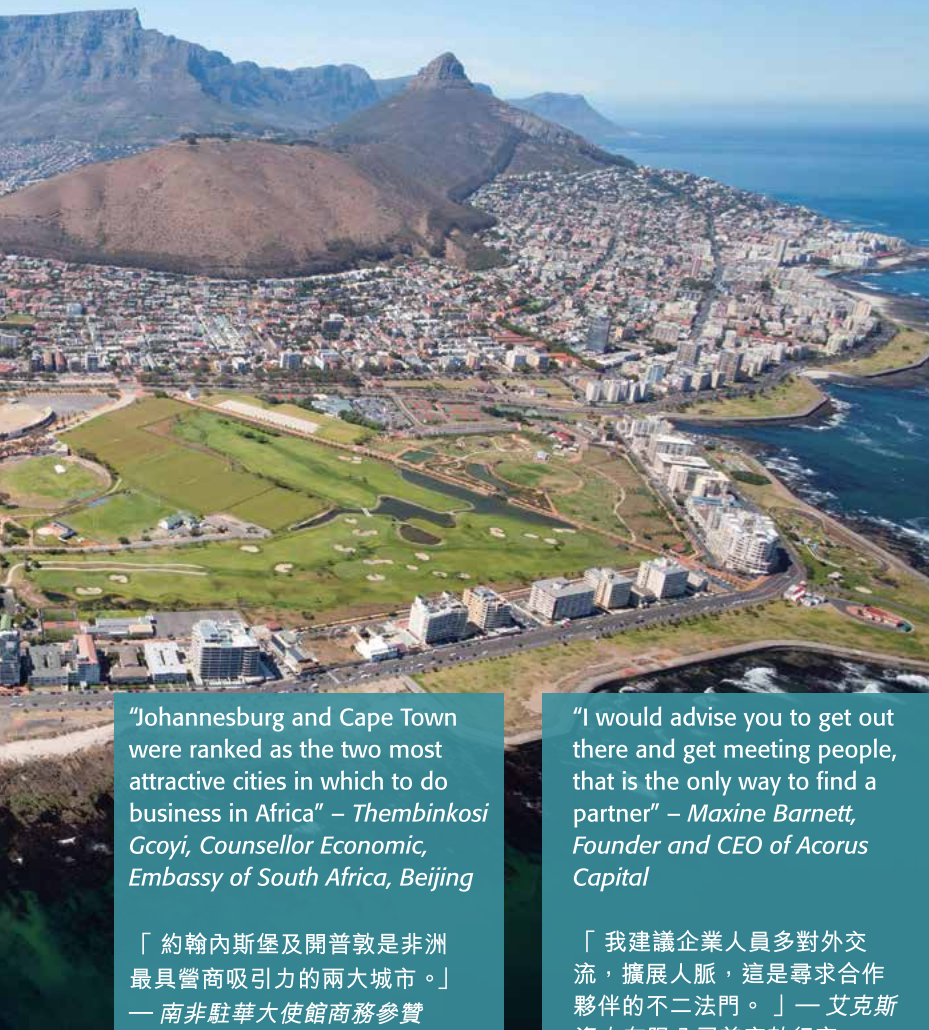 “Johannesburg and Cape Town
were ranked as the two most
attractive cities in which to do
business in Africa” – Thembinkosi
Gcoyi, Counsellor Economic,
Embassy of South Africa, Beijing
「 約翰內斯堡及開普敦是非洲
最具營商吸引力的兩大城市。」
— 南非駐華大使館商務參贊
“I would advise you to get out
there and get meeting people,
that is the only way to find a
partner” – Maxine Barnett,
Founder and CEO of Acorus
Capital
「 我建議企業人員多對外交
流，擴展人脈，這是尋求合作
夥伴的不二法門。 」— 艾克斯